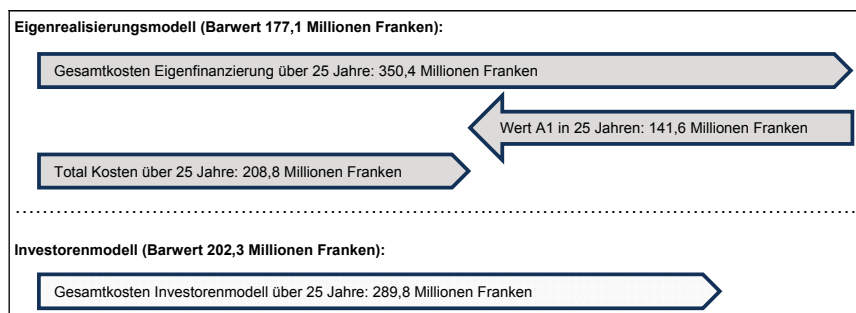 Eigenrealisierungsmodell (Barwert 177,1 Millionen Franken):
Gesamtkosten Eigenfinanzierung über 25 Jahre: 350,4 Millionen Franken
Wert A1 in 25 Jahren: 141,6 Millionen Franken
Total Kosten über 25 Jahre: 208,8 Millionen Franken
Investorenmodell (Barwert 202,3 Millionen Franken):
Gesamtkosten Investorenmodell über 25 Jahre: 289,8 Millionen Franken